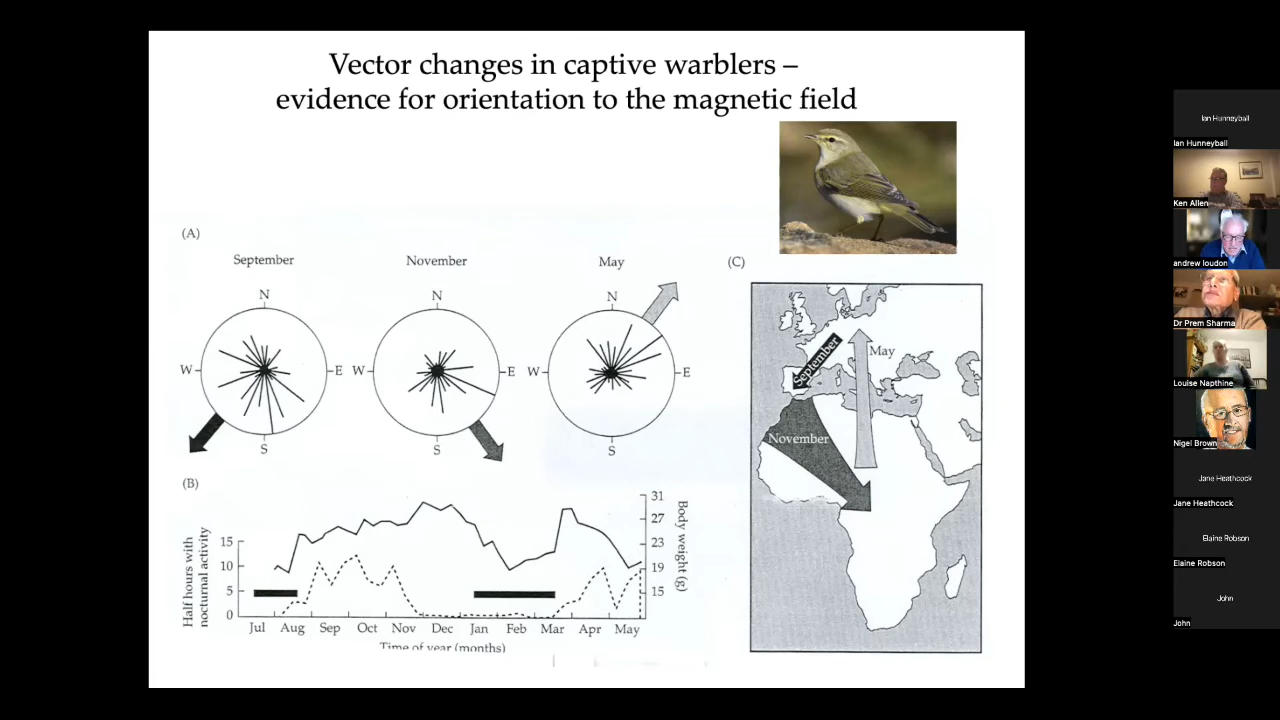 Vector changes in captive warblers –
evidence for orientation to the magnetic field
(A)
September
November
May
N
N
N
W
E
W
E
W
E
S
S
S
(C)
September
May
November
(B)
Half hours with
nocturnal activity
15
10
5
0
31
27
23
19
15
Body weight (g)
Jul Aug Sep Oct Nov Dec Jan Feb Mar Apr May
Time of year (months)
Ian Hunneyball
Ian Hunneyball
Ken Allen
andrew loudon
Dr Prem Sharma
Louise Napthine
Nigel Brown
Jane Heathcock
Jane Heathcock
Elaine Robson
Elaine Robson
John
John